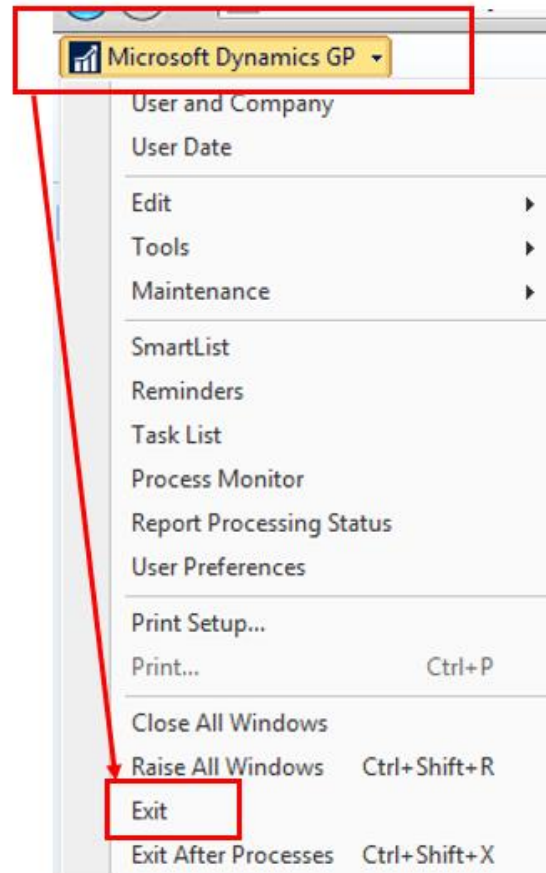 Microsoft Dynamics GP
User and Company
User Date
Edit
Tools
Maintenance
SmartList
Reminders
Task List
Process Monitor
Report Processing Status
User Preferences
Print Setup...
Print... Ctrl+P
Close All Windows
Raise All Windows Ctrl+Shift+R
Exit
Exit After Processes Ctrl+Shift+X